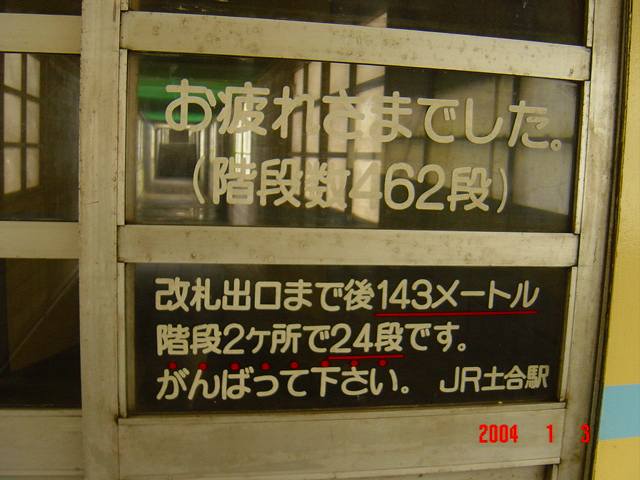 お疲れさまでした。
(階段数462段)
改札出口まで後143メートル
階段2ケ所で24段です。
がんばって下さい。 JR土合駅
2004 1 3